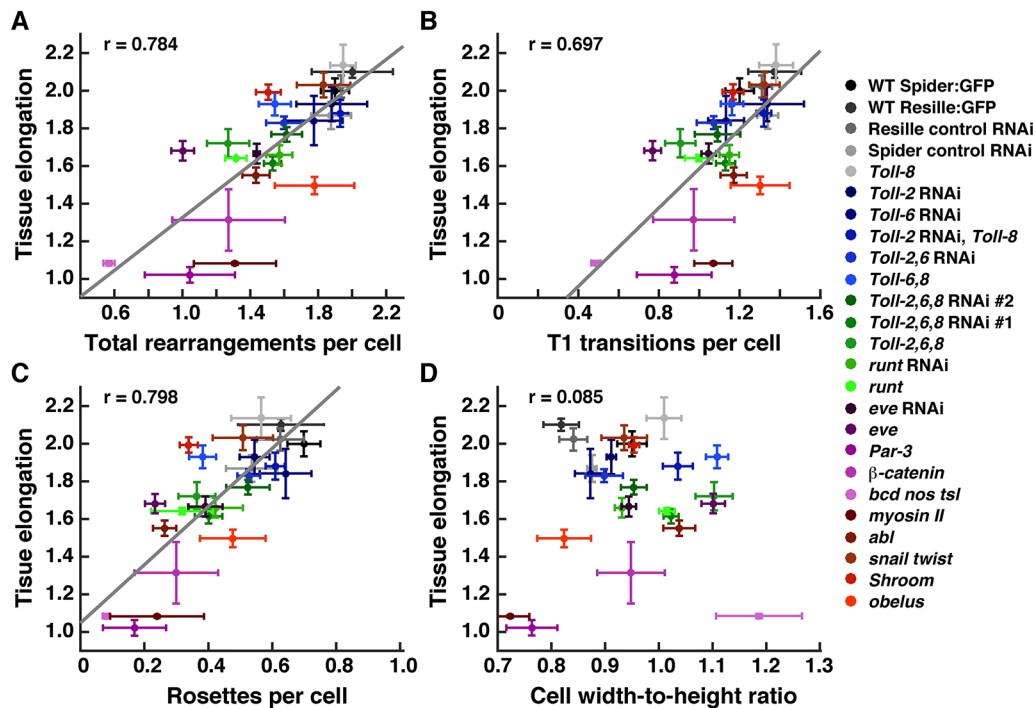 A
r = 0.784
2.2
2.0
1.8
1.6
1.4
1.2
1.0
Tissue elongation
0.6
1.0
1.4
1.8
2.2
Total rearrangements per cell
B
r = 0.697
2.2
2.0
1.8
1.6
1.4
1.2
1.0
Tissue elongation
0.4
0.8
1.2
1.6
T1 transitions per cell
C
r = 0.798
2.2
2.0
1.8
1.6
1.4
1.2
1.0
Tissue elongation
0
0.2
0.4
0.6
0.8
1.0
Rosettes per cell
D
r = 0.085
2.2
2.0
1.8
1.6
1.4
1.2
1.0
Tissue elongation
0.7
0.8
0.9
1.0
1.1
1.2
1.3
Cell width-to-height ratio
WT Spider:GFP
WT Resille:GFP
Resille control RNAi
Spider control RNAi
Toll-8
Toll-2 RNAi
Toll-6 RNAi
Toll-2 RNAi, Toll-8
Toll-2,6 RNAi
Toll-6,8
Toll-2,6,8 RNAi #2
Toll-2,6,8 RNAi #1
Toll-2,6,8
runt RNAi
runt
eve RNAi
eve
Par-3
β-catenin
bcd nos tsl
myosin II
abl
snail twist
Shroom
obelus